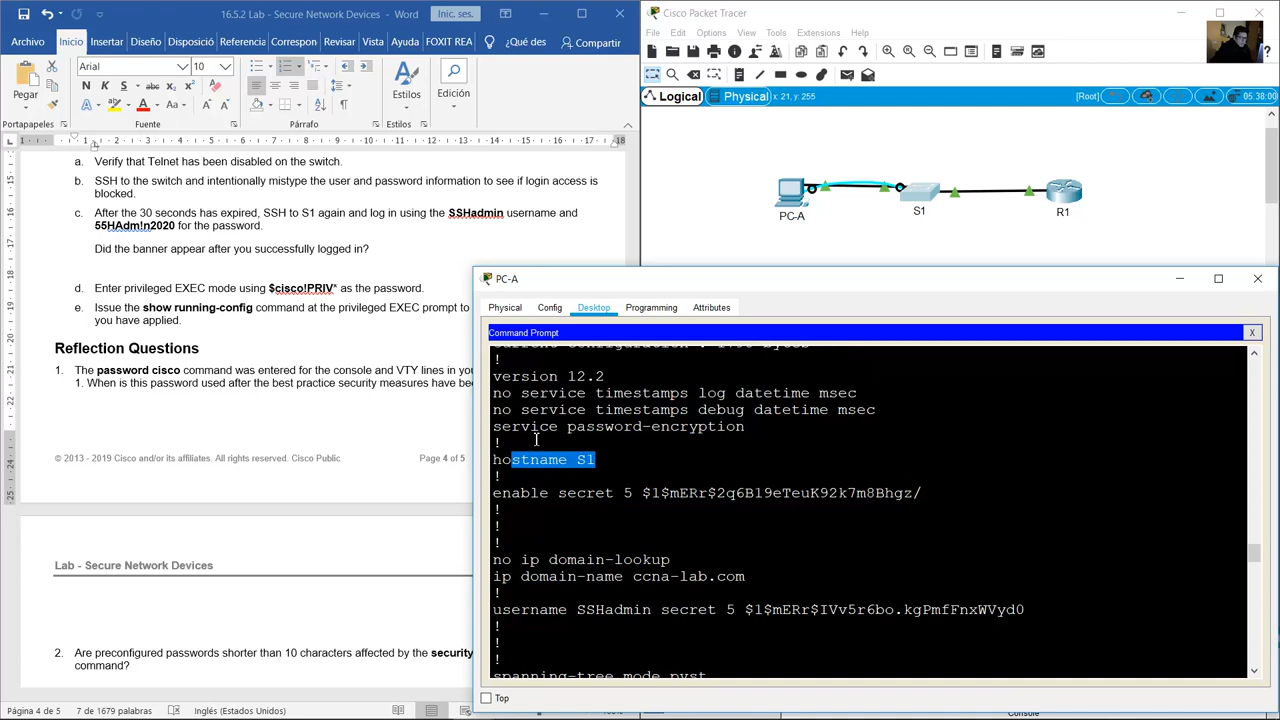 16.5.2 Lab - Secure Network Devices - Word
Inic. ses.
Archo
Inicio
Inser
Diseño
Disposició
Referencia
Correspon
Revisar
Vista
Ayuda
FOXIT REA
¿Qué des
Compartir
Pegar
Arial
10
Estilos
Edición
Portapapeles
Fuente
Párrafo
Estilos
a. Verify that Telnet has been disabled on the switch.
b. SSH to the switch and intentionally mistype the user and password information to see if login access is
blocked.
c. After the 30 seconds has expired, SSH to S1 again and log in using the SSHadmin username and
55HAdm!n2020 for the password.
Did the banner appear after you successfully logged in?
d. Enter privileged EXEC mode using $cisco!PRIV* as the password.
e. Issue the show running-config command at the privileged EXEC prompt to
you have applied.
Reflection Questions
1. The password cisco command was entered for the console and VTY lines in you
1. When is this password used after the best practice security measures have bee
© 2013 - 2019 Cisco and/or its affiliates. All rights reserved. Cisco Public
Page 4 of 5
Lab - Secure Network Devices
2. Are preconfigured passwords shorter than 10 characters affected by the security
command?
Página 4 de 5
7 de 1679 palabras
Inglés (Estados Unidos)
Cisco Packet Tracer
File Edit Options View Tools Extensions Help
Logical
Physical
x: 21, y: 255
[Root]
05:38:00
PC-A
S1
R1
PC-A
Physical Config Desktop Programming Attributes
Command Prompt
X
!
version 12.2
no service timestamps log datetime msec
no service timestamps debug datetime msec
service password-encryption
!
hostname S1
!
enable secret 5 $1$mERr$2q6Bl9eTeuK92k7m8Bhgz/
!
!
!
no ip domain-lookup
ip domain-name ccna-lab.com
!
username SSHadmin secret 5 $1$mERr$IVv5r6bo.kgPmfFnxWVyd0
!
!
!
spanning-tree mode pvst
Top
Console